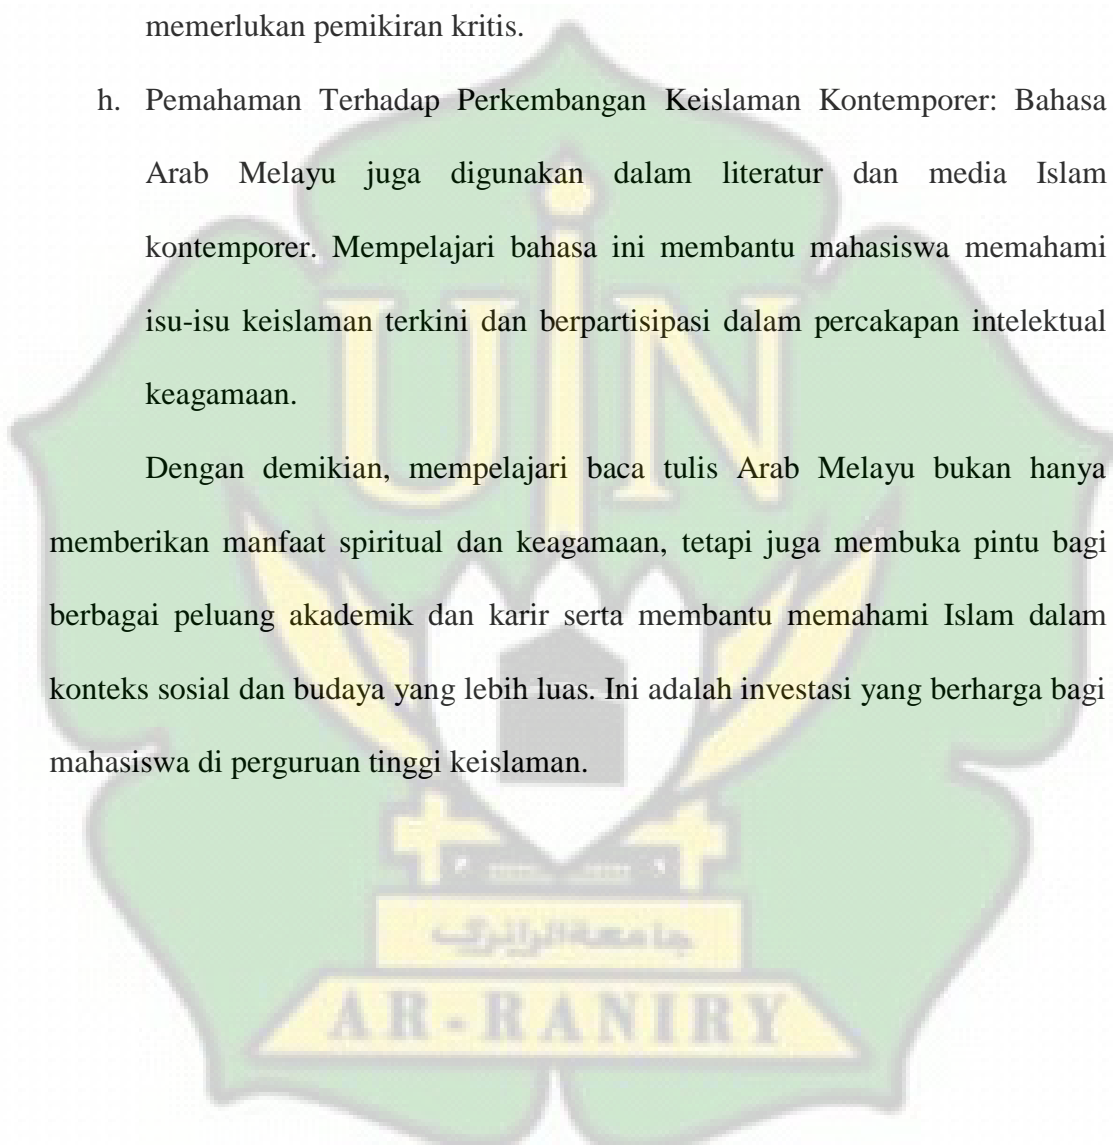 memerlukan pemikiran kritis.
h. Pemahaman Terhadap Perkembangan Keislaman Kontemporer: Bahasa
Arab Melayu juga digunakan dalam literatur dan media Islam
kontemporer. Mempelajari bahasa ini membantu mahasiswa memahami
isu-isu keislaman terkini dan berpartisipasi dalam percakapan intelektual
keagamaan.
Dengan demikian, mempelajari baca tulis Arab Melayu bukan hanya
memberikan manfaat spiritual dan keagamaan, tetapi juga membuka pintu bagi
berbagai peluang akademik dan karir serta membantu memahami Islam dalam
konteks sosial dan budaya yang lebih luas. Ini adalah investasi yang berharga bagi
mahasiswa di perguruan tinggi keislaman.
UIN
جامعة الرانري
AR-RANIRY